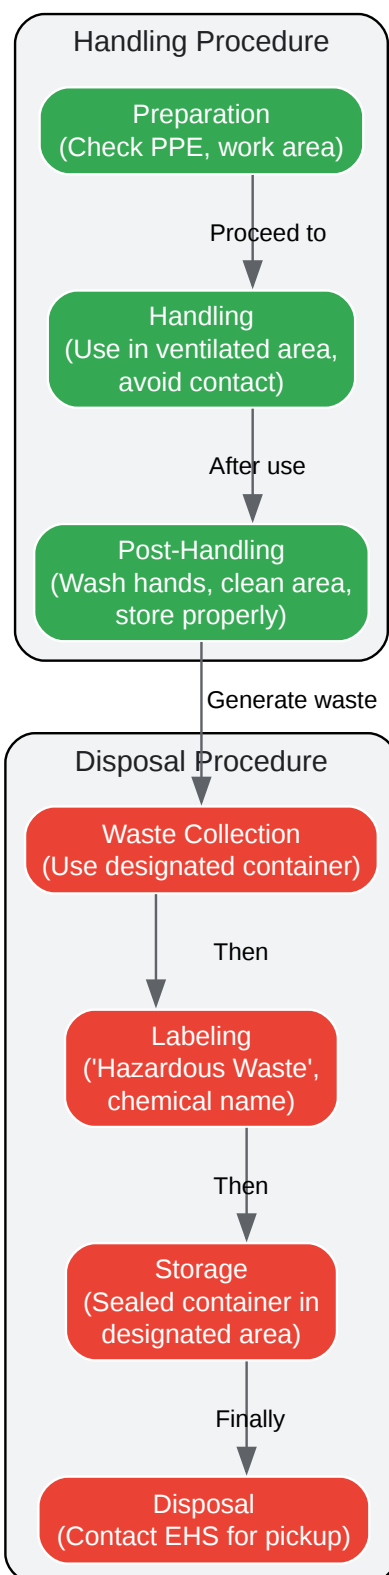 Handling Procedure
Preparation
(Check PPE, work area)
Proceed to
Handling
(Use in ventilated area,
avoid contact)
After use
Post-Handling
(Wash hands, clean area,
store properly)
Generate waste
Disposal Procedure
Waste Collection
(Use designated container)
Then
Labeling
('Hazardous Waste',
chemical name)
Then
Storage
(Sealed container in
designated area)
Finally
Disposal
(Contact EHS for pickup)